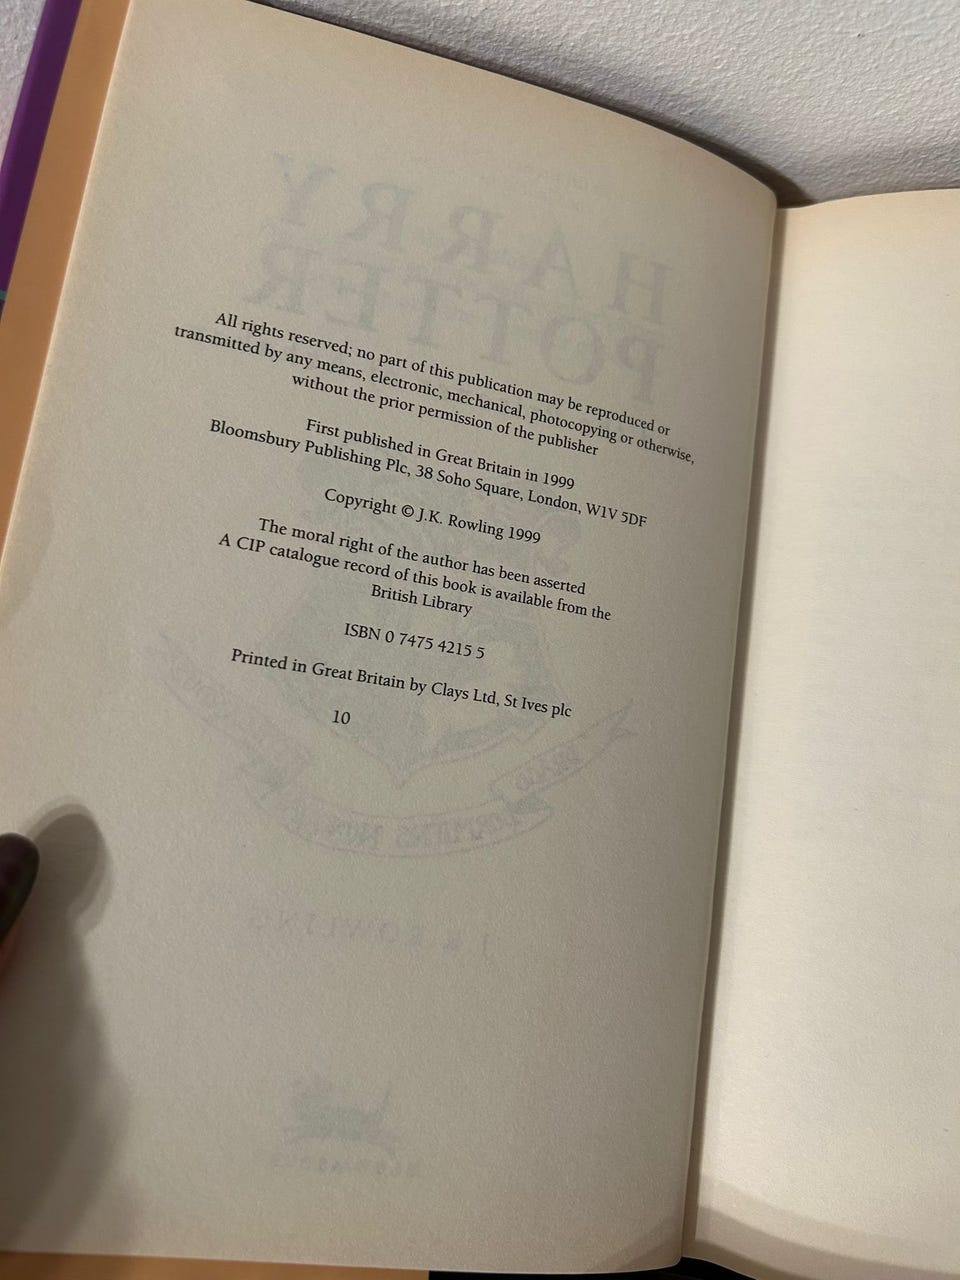 All rights reserved; no part of this publication may be reproduced or
transmitted by any means, electronic, mechanical, photocopying or otherwise,
without the prior permission of the publisher
First published in Great Britain in 1999
Bloomsbury Publishing Plc, 38 Soho Square, London, W1V 5DF
Copyright © J.K. Rowling 1999
The moral right of the author has been asserted
A CIP catalogue record of this book is available from the
British Library
ISBN 0 7475 4215 5
Printed in Great Britain by Clays Ltd, St Ives plc
10
HARRY
POTTER
J. K. ROWLING